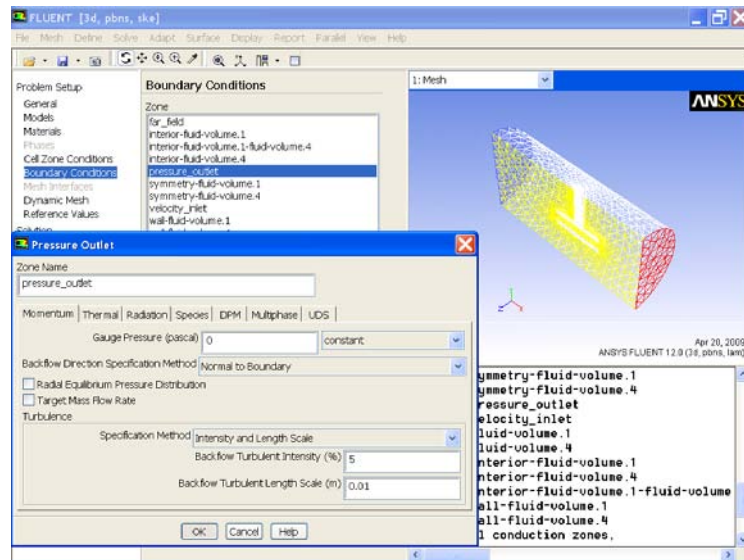 FLUENT [3d, pbns, ske]
File Mesh Define Solve Adapt Surface Display Report Parallel View Help
Problem Setup
General
Models
Materials
Phases
Cell Zone Conditions
Boundary Conditions
Mesh Interfaces
Dynamic Mesh
Reference Values
Solution
Boundary Conditions
Zone
far_field
interior-fluid-volume.1
interior-fluid-volume.1-fluid-volume.4
interior-fluid-volume.4
pressure_outlet
symmetry-fluid-volume.1
symmetry-fluid-volume.4
velocity_inlet
wall-fluid-volume.1
1: Mesh
ANSYS
Apr 20, 2009
ANSYS FLUENT 12.0 (3d, pbns, lam)
Pressure Outlet
Zone Name
pressure_outlet
Momentum Thermal Radiation Species DPM Multiphase UDS
Gauge Pressure (pascal) 0 constant
Backflow Direction Specification Method Normal to Boundary
Radial Equilibrium Pressure Distribution
Target Mass Flow Rate
Turbulence
Specification Method Intensity and Length Scale
Backflow Turbulent Intensity (%) 5
Backflow Turbulent Length Scale (m) 0.01
OK Cancel Help
ymmetry-fluid-volume.1
ymmetry-fluid-volume.4
ressure_outlet
elocity_inlet
luid-volume.1
luid-volume.4
nterior-fluid-volume.1
nterior-fluid-volume.4
nterior-fluid-volume.1-fluid-volume
all-fluid-volume.1
all-fluid-volume.4
l conduction zones,